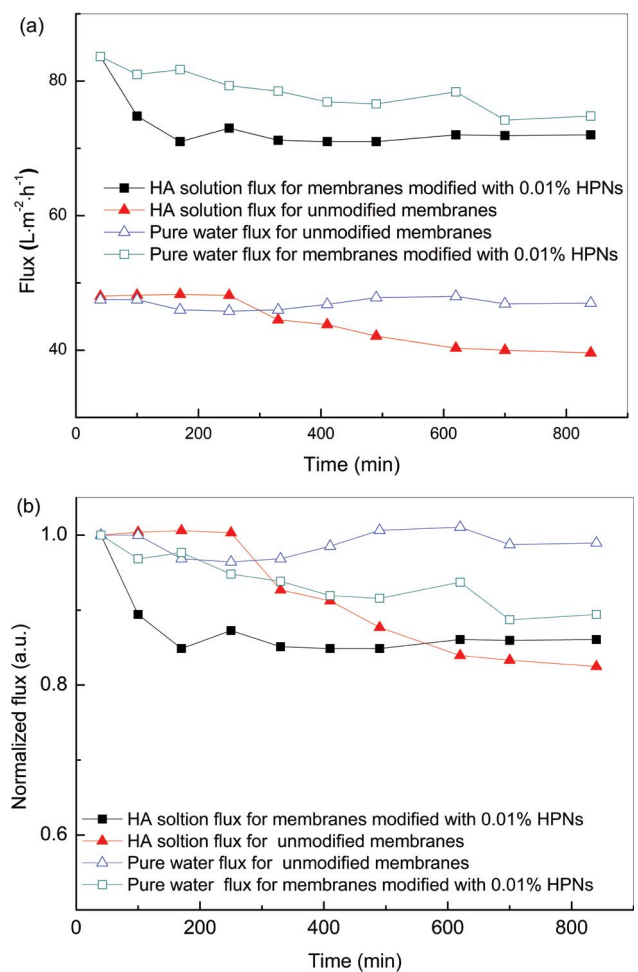 (a)
80
60
40
Flux (L·m⁻²·h⁻¹)
HA solution flux for membranes modified with 0.01% HPNs
HA solution flux for unmodified membranes
Pure water flux for unmodified membranes
Pure water flux for membranes modified with 0.01% HPNs
0 200 400 600 800
Time (min)
(b)
1.0
0.8
0.6
Normalized flux (a.u.)
HA soltion flux for membranes modified with 0.01% HPNs
HA soltion flux for unmodified membranes
Pure water flux for unmodified membranes
Pure water flux for membranes modified with 0.01% HPNs
0 200 400 600 800
Time (min)